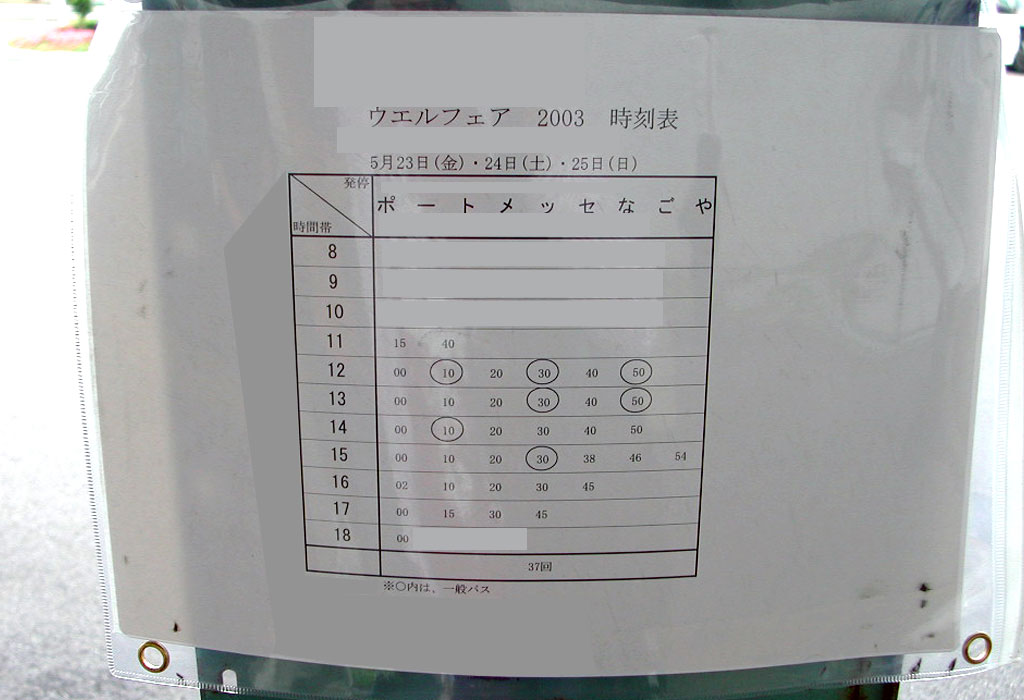 ウエルフェア 2003 時刻表
5月23日(金)・24日(土)・25日(日)
発停
時間帯
ポートメッセなごや
8
9
10
11 15 40
12 00 10 20 30 40 50
13 00 10 20 30 40 50
14 00 10 20 30 40 50
15 00 10 20 30 38 46 54
16 02 10 20 30 45
17 00 15 30 45
18 00
37回
※○内は、一般バス